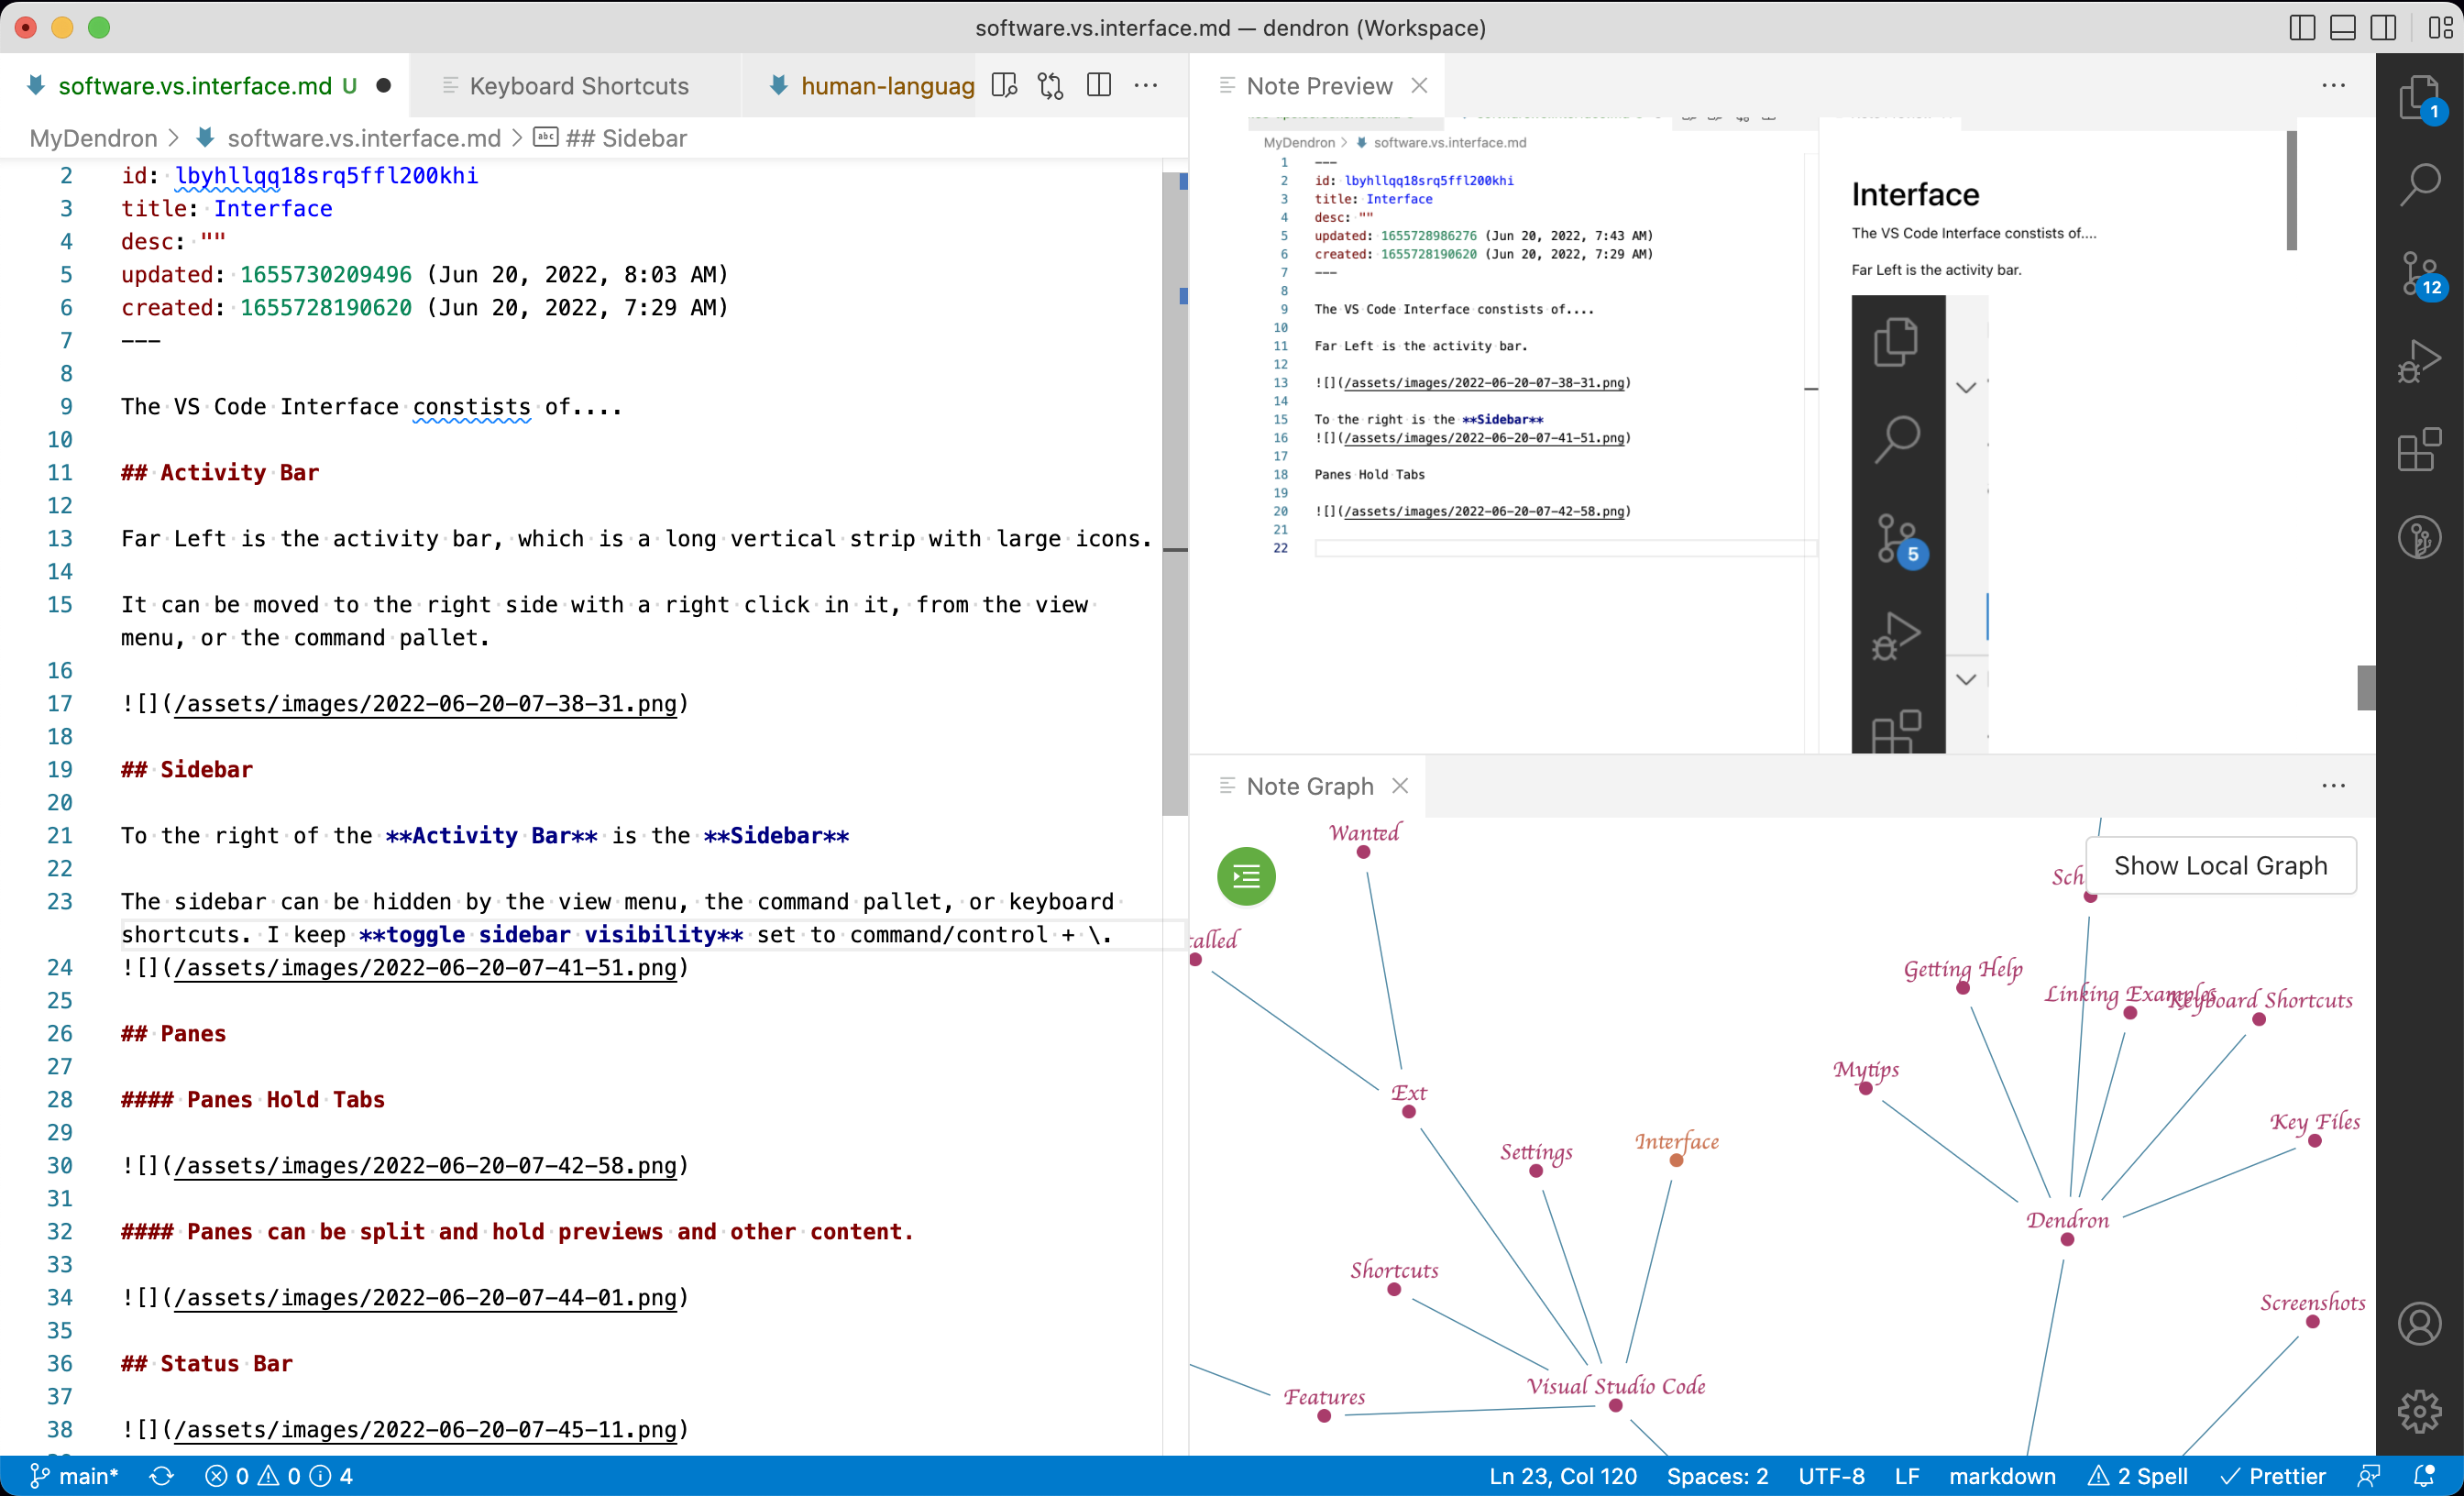 software.vs.interface.md — dendron (Workspace)
software.vs.interface.md U
Keyboard Shortcuts
human-languag
MyDendron > software.vs.interface.md > ## Sidebar
2 id: lbyhllqq18srq5ffl200khi
3 title: Interface
4 desc: ""
5 updated: 1655730209496 (Jun 20, 2022, 8:03 AM)
6 created: 1655728190620 (Jun 20, 2022, 7:29 AM)
7 ---
8
9 The VS Code Interface constists of....
10
11 ## Activity Bar
12
13 Far Left is the activity bar, which is a long vertical strip with large icons.
14
15 It can be moved to the right side with a right click in it, from the view
menu, or the command pallet.
16
17 ![](/assets/images/2022-06-20-07-38-31.png)
18
19 ## Sidebar
20
21 To the right of the **Activity Bar** is the **Sidebar**
22
23 The sidebar can be hidden by the view menu, the command pallet, or keyboard
shortcuts. I keep **toggle sidebar visibility** set to command/control + \.
24 ![](/assets/images/2022-06-20-07-41-51.png)
25
26 ## Panes
27
28 #### Panes Hold Tabs
29
30 ![](/assets/images/2022-06-20-07-42-58.png)
31
32 #### Panes can be split and hold previews and other content.
33
34 ![](/assets/images/2022-06-20-07-44-01.png)
35
36 ## Status Bar
37
38 ![](/assets/images/2022-06-20-07-45-11.png)
Note Preview
MyDendron > software.vs.interface.md
1 ---
2 id: lbyhllqq18srq5ffl200khi
3 title: Interface
4 desc: ""
5 updated: 1655728986276 (Jun 20, 2022, 7:43 AM)
6 created: 1655728190620 (Jun 20, 2022, 7:29 AM)
7 ---
8
9 The VS Code Interface constists of....
10
11 Far Left is the activity bar.
12
13 ![](/assets/images/2022-06-20-07-38-31.png)
14
15 To the right is the **Sidebar**
16 ![](/assets/images/2022-06-20-07-41-51.png)
17
18 Panes Hold Tabs
19
20 ![](/assets/images/2022-06-20-07-42-58.png)
21
22
Interface
The VS Code Interface constists of....
Far Left is the activity bar.
5
Note Graph
Show Local Graph
Wanted
Sch
called
Getting Help
Linking Examples
Keyboard Shortcuts
Mytips
Ext
Key Files
Interface
Settings
Dendron
Shortcuts
Screenshots
Visual Studio Code
Features
1
12
main* 0 0 4
Ln 23, Col 120 Spaces: 2 UTF-8 LF markdown 2 Spell Prettier